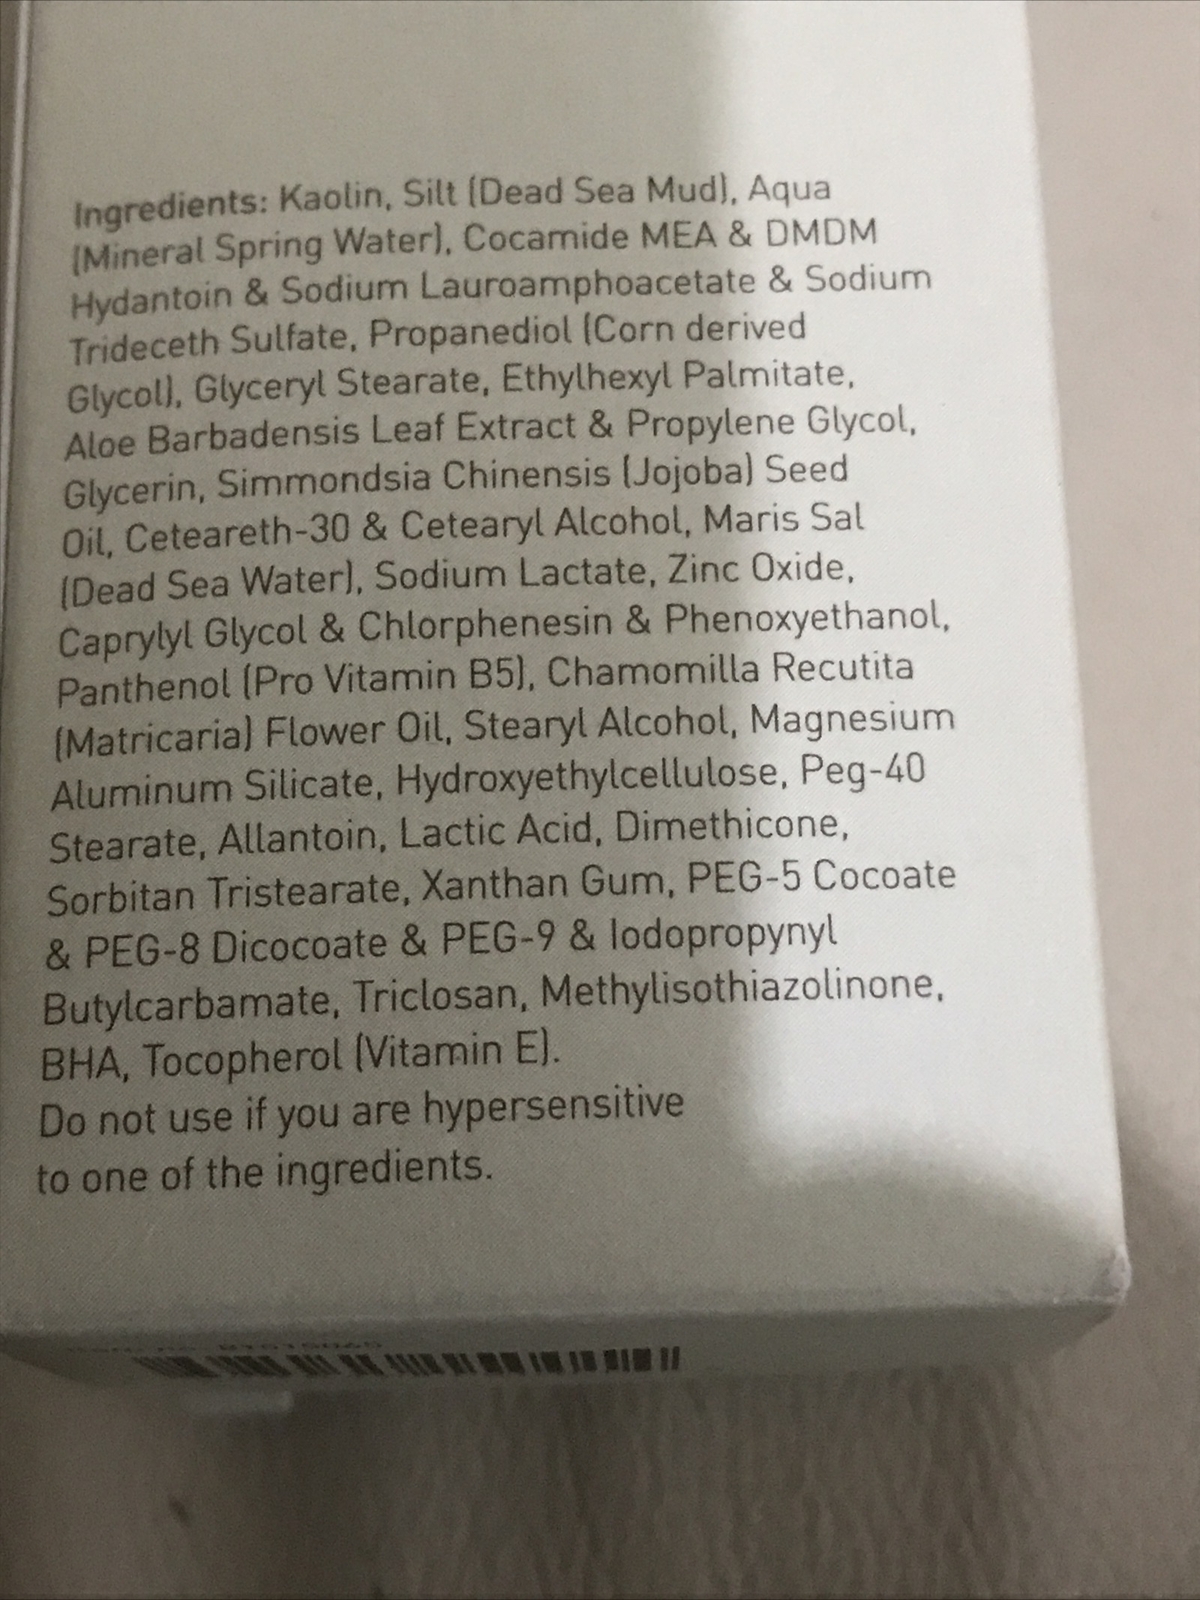 Ingredients: Kaolin, Silt (Dead Sea Mud), Aqua
(Mineral Spring Water), Cocamide MEA & DMDM
Hydantoin & Sodium Lauroamphoacetate & Sodium
Trideceth Sulfate, Propanediol (Corn derived
Glycol), Glyceryl Stearate, Ethylhexyl Palmitate,
Aloe Barbadensis Leaf Extract & Propylene Glycol,
Glycerin, Simmondsia Chinensis (Jojoba) Seed
Oil, Ceteareth-30 & Cetearyl Alcohol, Maris Sal
(Dead Sea Water), Sodium Lactate, Zinc Oxide,
Caprylyl Glycol & Chlorphenesin & Phenoxyethanol,
Panthenol (Pro Vitamin B5), Chamomilla Recutita
(Matricaria) Flower Oil, Stearyl Alcohol, Magnesium
Aluminum Silicate, Hydroxyethylcellulose, Peg-40
Stearate, Allantoin, Lactic Acid, Dimethicone,
Sorbitan Tristearate, Xanthan Gum, PEG-5 Cocoate
& PEG-8 Dicocoate & PEG-9 & Iodopropynyl
Butylcarbamate, Triclosan, Methylisothiazolinone,
BHA, Tocopherol (Vitamin E).
Do not use if you are hypersensitive
to one of the ingredients.